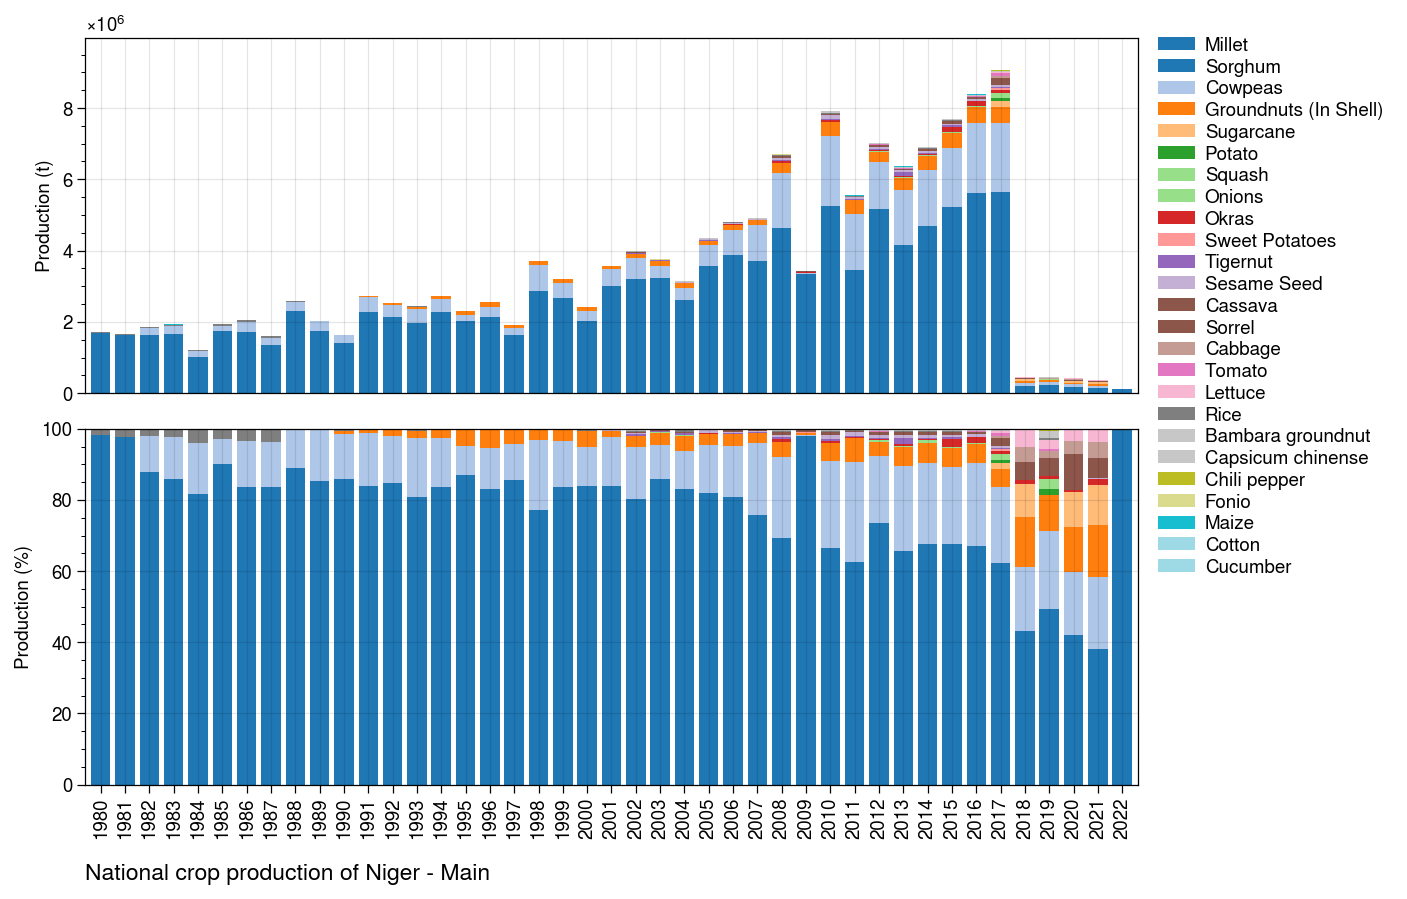 ×10⁶
8
6
4
2
0
Production (t)
Millet
Sorghum
Cowpeas
Groundnuts (In Shell)
Sugarcane
Potato
Squash
Onions
Okras
Sweet Potatoes
Tigernut
Sesame Seed
Cassava
Sorrel
Cabbage
Tomato
Lettuce
Rice
Bambara groundnut
Capsicum chinense
Chili pepper
Fonio
Maize
Cotton
Cucumber
100
80
60
40
20
0
Production (%)
1980
1981
1982
1983
1984
1985
1986
1987
1988
1989
1990
1991
1992
1993
1994
1995
1996
1997
1998
1999
2000
2001
2002
2003
2004
2005
2006
2007
2008
2009
2010
2011
2012
2013
2014
2015
2016
2017
2018
2019
2020
2021
2022
National crop production of Niger - Main